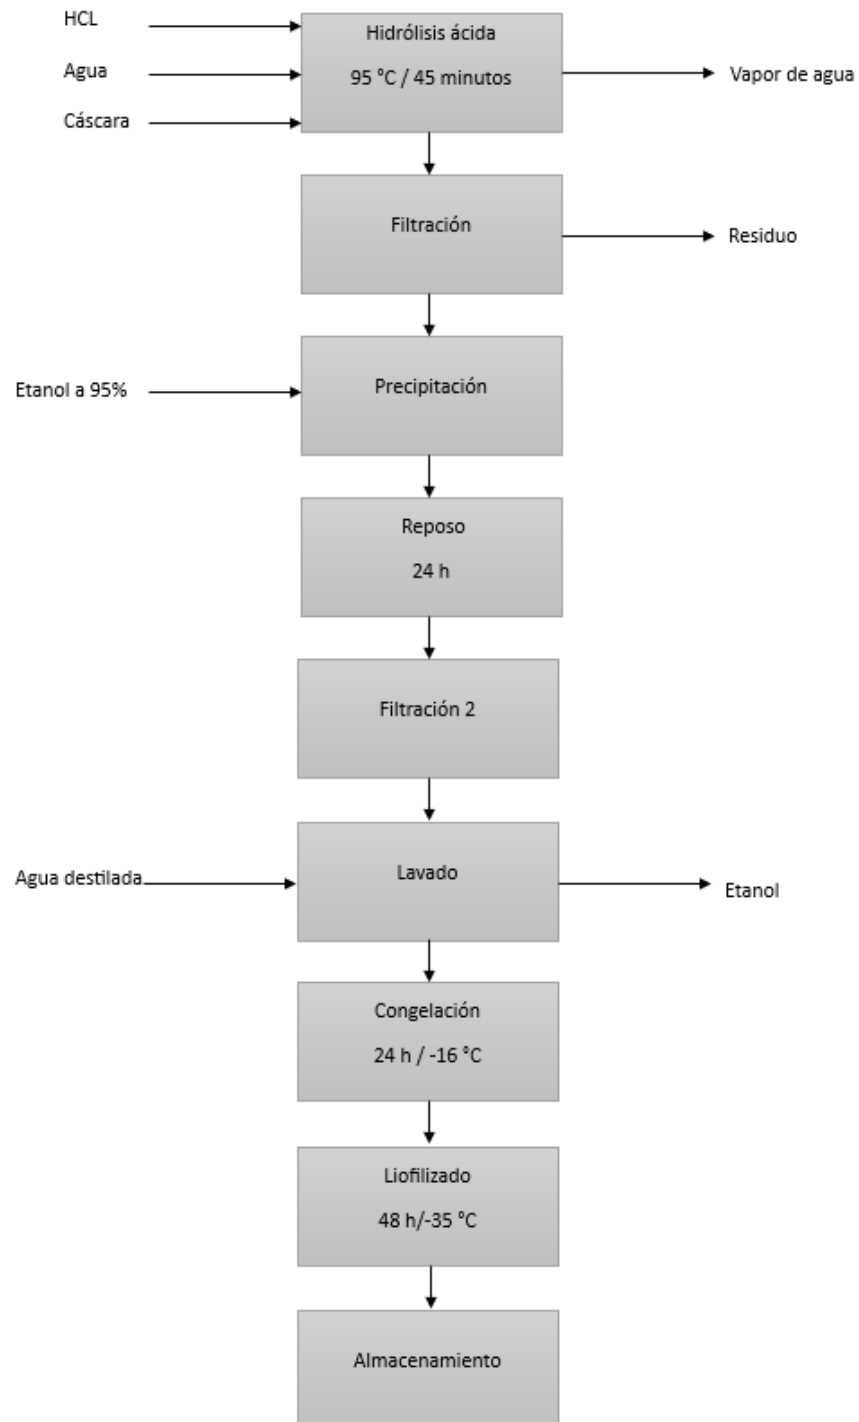 HCL
Agua
Cáscara
Hidrólisis ácida
95 °C / 45 minutos
Vapor de agua
Filtración
Residuo
Etanol a 95%
Precipitación
Reposo
24 h
Filtración 2
Agua destilada
Lavado
Etanol
Congelación
24 h / -16 °C
Liofilizado
48 h/-35 °C
Almacenamiento